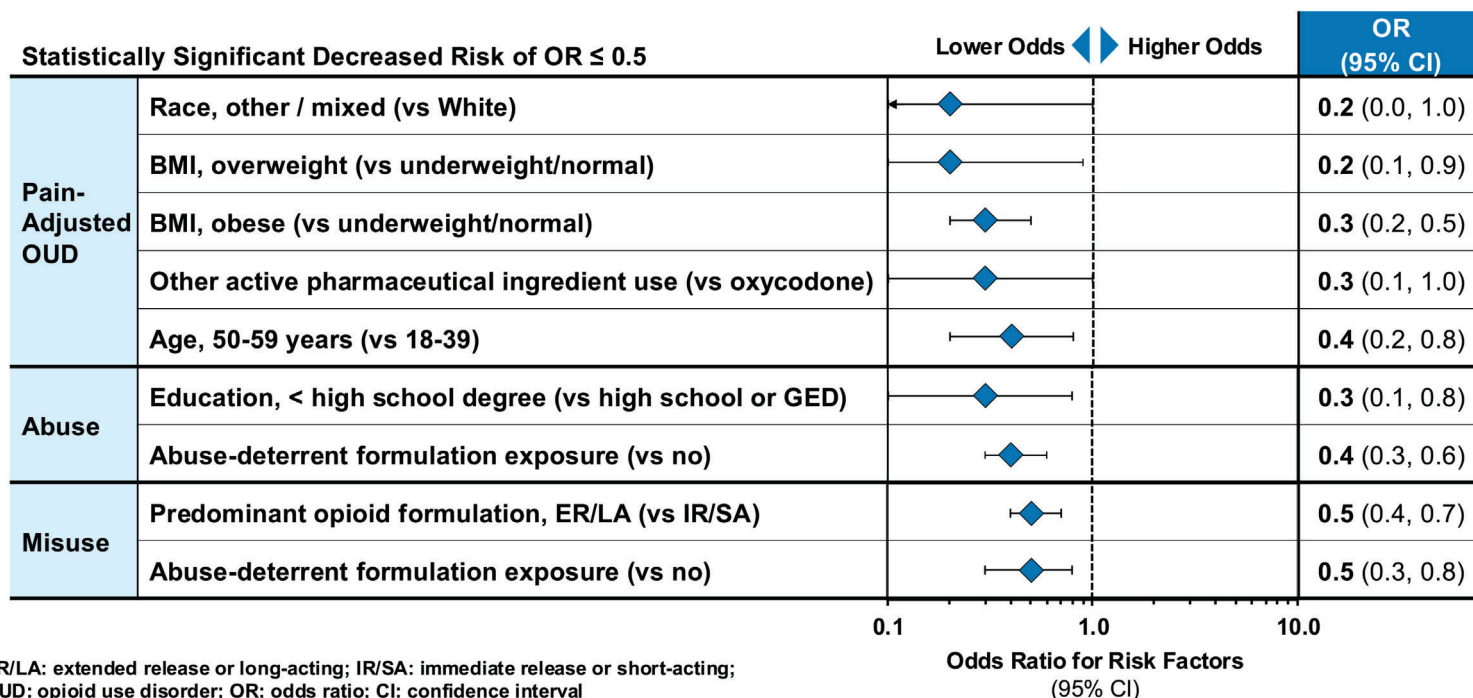 Statistically Significant Decreased Risk of OR ≤ 0.5
Lower Odds Higher Odds
OR
(95% CI)
Pain-
Adjusted
OUD
Race, other / mixed (vs White)
0.2 (0.0, 1.0)
BMI, overweight (vs underweight/normal)
0.2 (0.1, 0.9)
BMI, obese (vs underweight/normal)
0.3 (0.2, 0.5)
Other active pharmaceutical ingredient use (vs oxycodone)
0.3 (0.1, 1.0)
Age, 50-59 years (vs 18-39)
0.4 (0.2, 0.8)
Abuse
Education, < high school degree (vs high school or GED)
0.3 (0.1, 0.8)
Abuse-deterrent formulation exposure (vs no)
0.4 (0.3, 0.6)
Misuse
Predominant opioid formulation, ER/LA (vs IR/SA)
0.5 (0.4, 0.7)
Abuse-deterrent formulation exposure (vs no)
0.5 (0.3, 0.8)
0.1 1.0 10.0
Odds Ratio for Risk Factors
(95% CI)
R/LA: extended release or long-acting; IR/SA: immediate release or short-acting;
UD: opioid use disorder; OR: odds ratio; CI: confidence interval